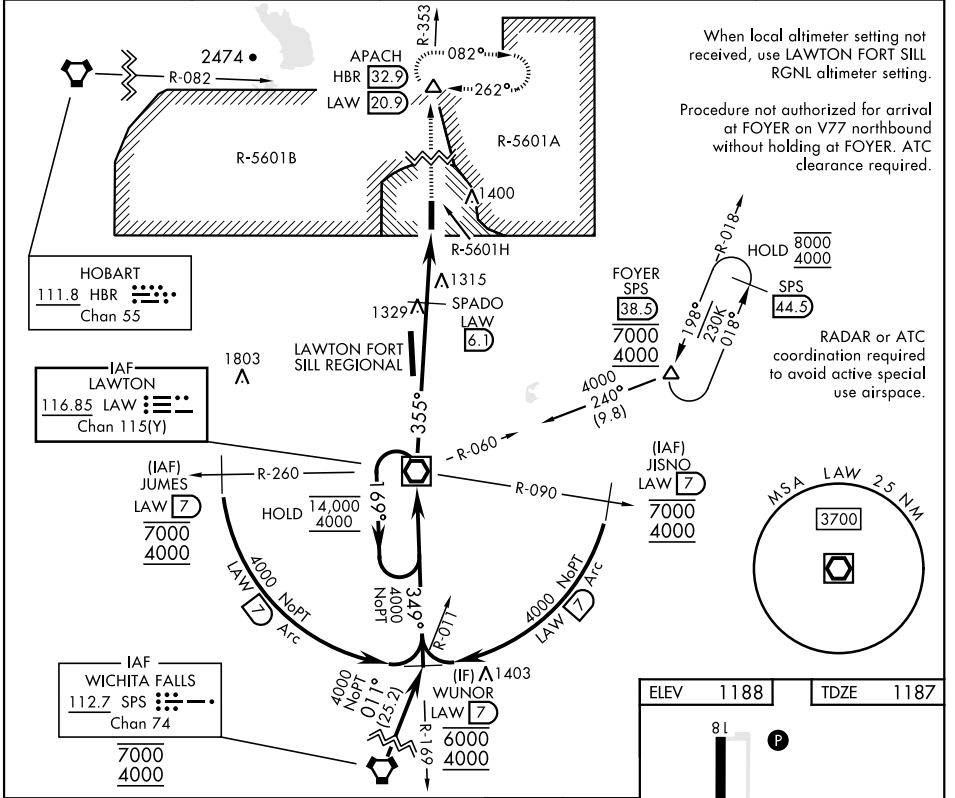 2474
R-082
R-353
APACH
HBR 32.9
LAW 20.9
082°
262°
R-5601B
R-5601A
1400
R-5601H
When local altimeter setting not
received, use LAWTON FORT SILL
RGNL altimeter setting.
Procedure not authorized for arrival
at FOYER on V77 northbound
without holding at FOYER. ATC
clearance required.
HOBART
111.8 HBR
Chan 55
1315
1329
SPADO
LAW
6.1
LAWTON FORT
SILL REGIONAL
1803
IAF
LAWTON
116.85 LAW
Chan 115(Y)
355°
R-018
HOLD 8000
4000
FOYER
SPS
38.5
7000
4000
198°
230K
018°
SPS
44.5
RADAR or ATC
coordination required
to avoid active special
use airspace.
4000
240°
(9.8)
R-060
R-090
R-260
(IAF)
JUMES
LAW 7
7000
4000
HOLD 14,000
4000
169°
(IAF)
JISNO
LAW 7
7000
4000
MSA LAW 25 NM
3700
4000 NoPT
LAW 7 Arc
4000
NoPT
349°
4000 NoPT
LAW 7 Arc
R-011
IAF
WICHITA FALLS
112.7 SPS
Chan 74
7000
4000
4000
NoPT
011°
(25.2)
R-169
(IF)
WUNOR
LAW 7
6000
4000
1403
ELEV 1188
TDZE 1187
18
P